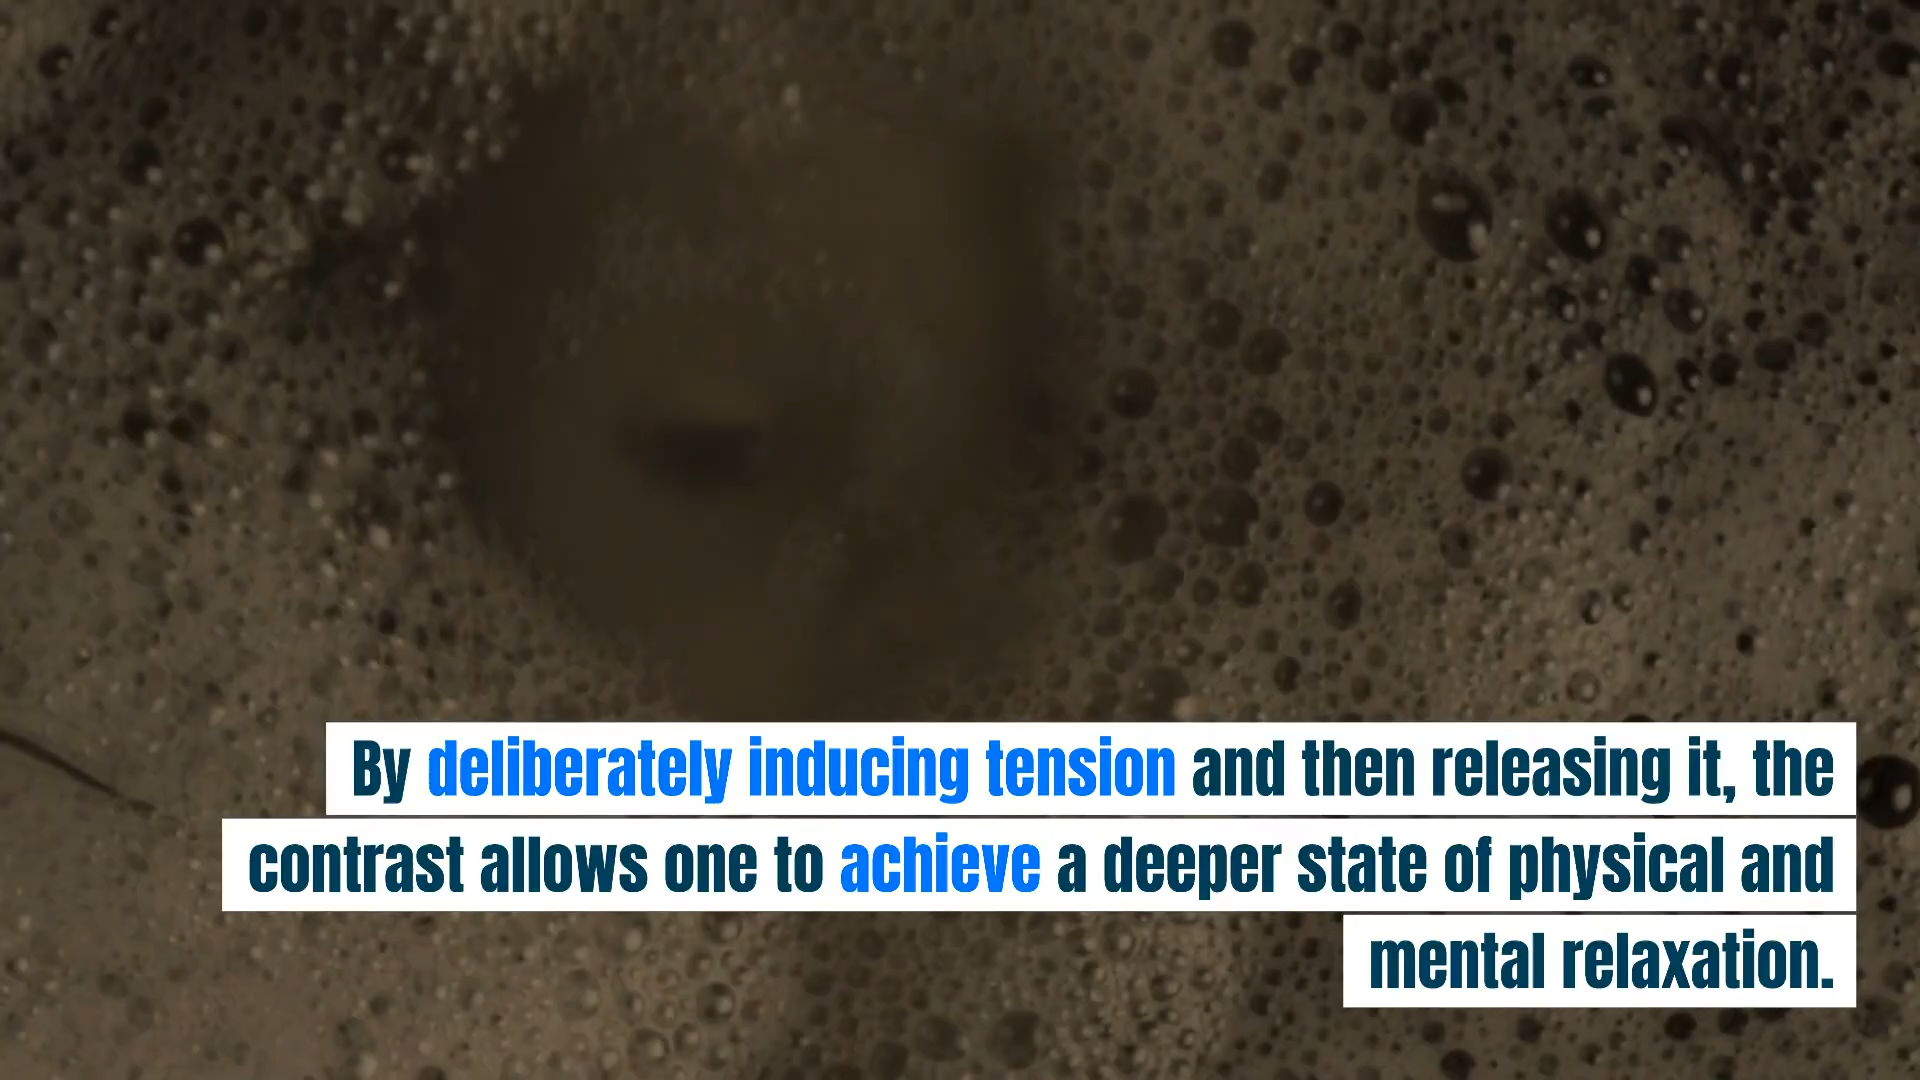 By deliberately inducing tension and then releasing it, the
contrast allows one to achieve a deeper state of physical and
mental relaxation.